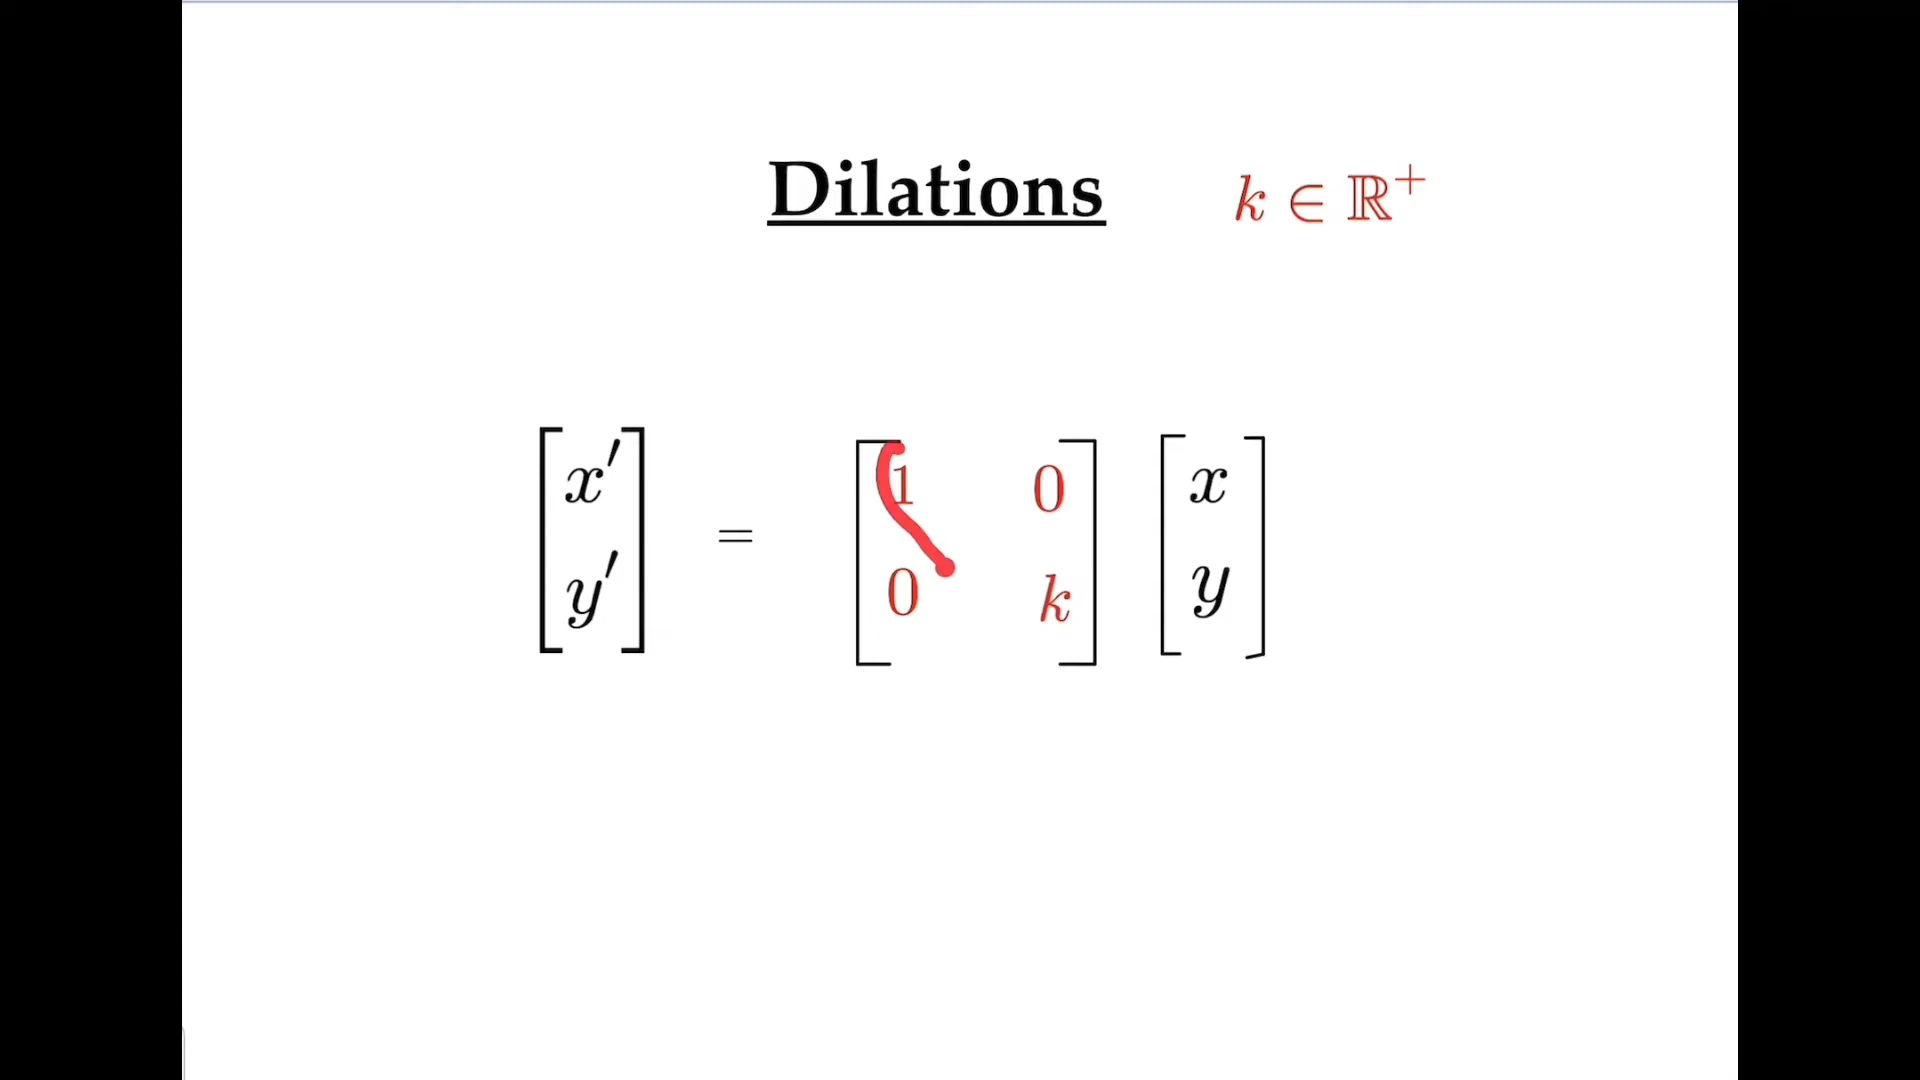 Dilations k ∈ ℝ⁺
[x′ y′] = [1 0 0 k] [x y]